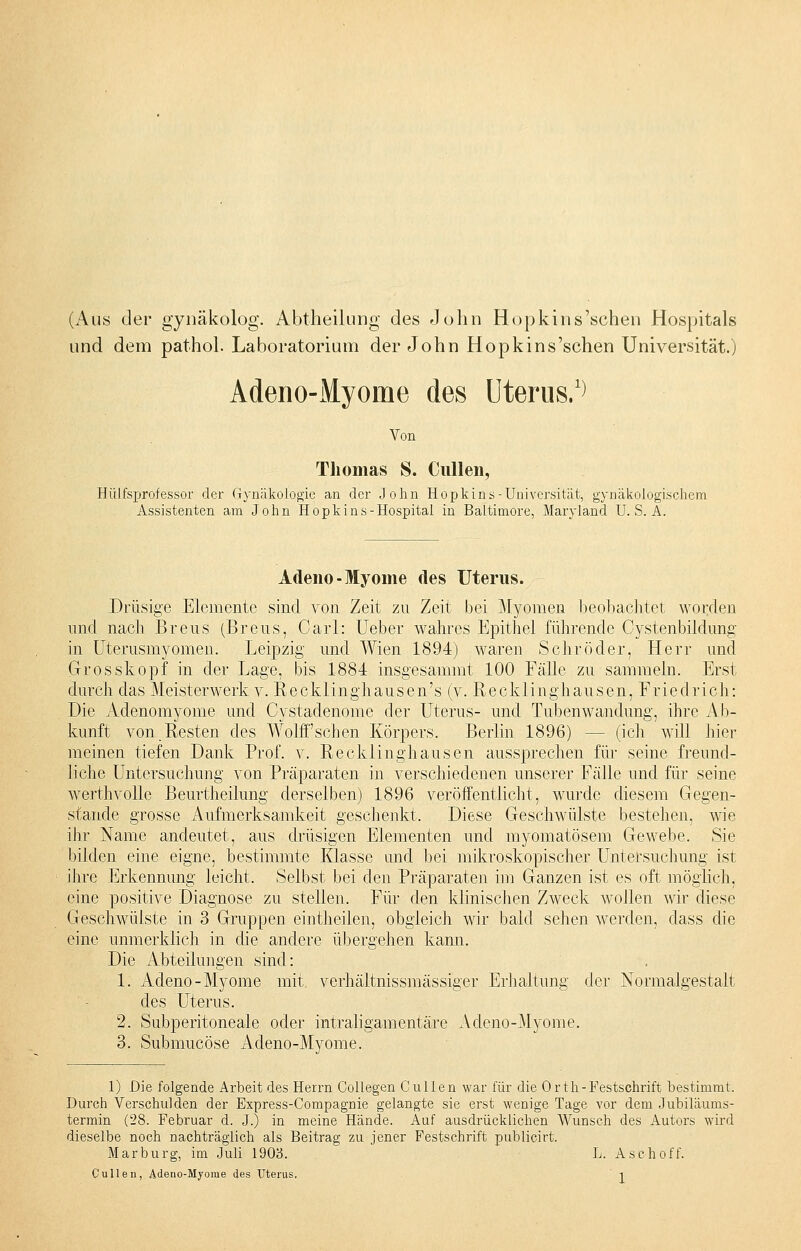 (Aus der gynäkolog. Abtheilung des John Hopkins'schen Hospitals
und dem pathol. Laboratorium der John Hopkins'schen Universität.)
Adeno-Myome des Uterus.¹)
Von
Thomas S. Cullen,
Hülfsprofessor der Gynäkologie an der John Hopkins-Universität, gynäkologischem
Assistenten am John Hopkins-Hospital in Baltimore, Maryland U. S. A.
Adeno-Myome des Uterus.
Drüsige Elemente sind von Zeit zu Zeit bei Myomen beobachtet worden
und nach Breus (Breus, Carl: Ueber wahres Epithel führende Cystenbildung
in Uterusmyomen. Leipzig und Wien 1894) waren Schröder, Herr und
Grosskopf in der Lage, bis 1884 insgesammt 100 Fälle zu sammeln. Erst
durch das Meisterwerk v. Recklinghausen's (v. Recklinghausen, Friedrich:
Die Adenomyome und Cystadenome der Uterus- und Tubenwandung, ihre Ab-
kunft von Resten des Wolff'schen Körpers. Berlin 1896) — (ich will hier
meinen tiefen Dank Prof. v. Recklinghausen aussprechen für seine freund-
liche Untersuchung von Präparaten in verschiedenen unserer Fälle und für seine
werthvolle Beurtheilung derselben) 1896 veröffentlicht, wurde diesem Gegen-
stande grosse Aufmerksamkeit geschenkt. Diese Geschwülste bestehen, wie
ihr Name andeutet, aus drüsigen Elementen und myomatösem Gewebe. Sie
bilden eine eigne, bestimmte Klasse und bei mikroskopischer Untersuchung ist
ihre Erkennung leicht. Selbst bei den Präparaten im Ganzen ist es oft möglich,
eine positive Diagnose zu stellen. Für den klinischen Zweck wollen wir diese
Geschwülste in 3 Gruppen eintheilen, obgleich wir bald sehen werden, dass die
eine unmerklich in die andere übergehen kann.
Die Abteilungen sind:
1. Adeno-Myome mit verhältnissmässiger Erhaltung der Normalgestalt
des Uterus.
2. Subperitoneale oder intraligamentäre Adeno-Myome.
3. Submucöse Adeno-Myome.
1) Die folgende Arbeit des Herrn Collegen Cullen war für die Orth-Festschrift bestimmt.
Durch Verschulden der Express-Compagnie gelangte sie erst wenige Tage vor dem Jubiläums-
termin (28. Februar d. J.) in meine Hände. Auf ausdrücklichen Wunsch des Autors wird
dieselbe noch nachträglich als Beitrag zu jener Festschrift publicirt.
Marburg, im Juli 1903. L. Aschoff.
Cullen, Adeno-Myome des Uterus. 1